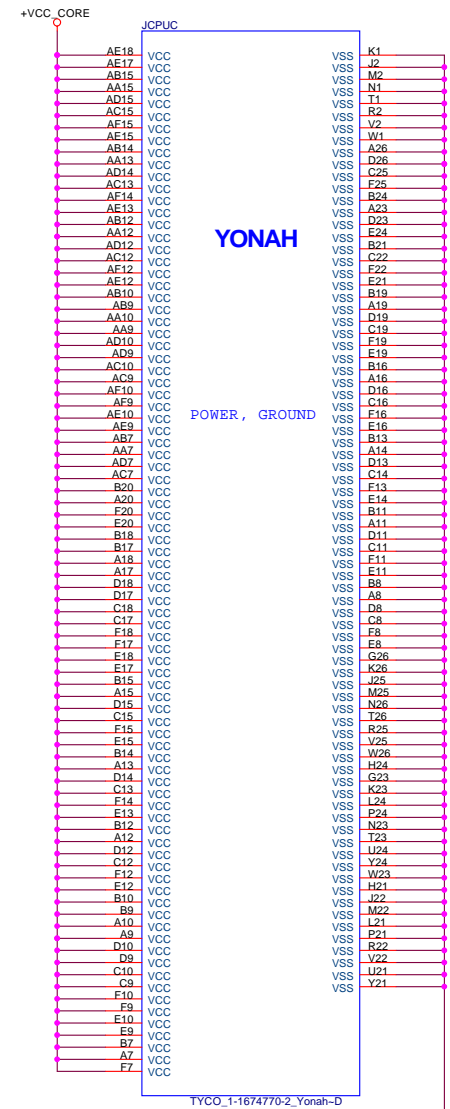 +VCC_CORE
JCPUC
AE18 VCC VSS K1
AE17 VCC VSS J2
AB15 VCC VSS M2
AA15 VCC VSS N1
AD15 VCC VSS T1
AC15 VCC VSS R2
AF15 VCC VSS V2
AE15 VCC VSS W1
AB14 VCC VSS A26
AA13 VCC VSS D26
AD14 VCC VSS C25
AC13 VCC VSS F25
AF14 VCC VSS B24
AE13 VCC VSS A23
AB12 VCC VSS D23
AA12 VCC YONAH VSS E24
AD12 VCC VSS B21
AC12 VCC VSS C22
AF12 VCC VSS F22
AE12 VCC VSS E21
AB10 VCC VSS B19
AB9 VCC VSS A19
AA10 VCC VSS D19
AA9 VCC VSS C19
AD10 VCC VSS F19
AD9 VCC VSS E19
AC10 VCC VSS B16
AC9 VCC VSS A16
AF10 VCC VSS D16
AF9 VCC VSS C16
AE10 VCC POWER, GROUND VSS F16
AE9 VCC VSS E16
AB7 VCC VSS B13
AA7 VCC VSS A14
AD7 VCC VSS D13
AC7 VCC VSS C14
B20 VCC VSS F13
A20 VCC VSS E14
F20 VCC VSS B11
E20 VCC VSS A11
B18 VCC VSS D11
B17 VCC VSS C11
A18 VCC VSS F11
A17 VCC VSS E11
D18 VCC VSS B8
D17 VCC VSS A8
C18 VCC VSS D8
C17 VCC VSS C8
F18 VCC VSS F8
F17 VCC VSS E8
E18 VCC VSS G26
E17 VCC VSS K26
B15 VCC VSS J25
A15 VCC VSS M25
D15 VCC VSS N26
C15 VCC VSS T26
F15 VCC VSS R25
E15 VCC VSS V25
B14 VCC VSS W26
A13 VCC VSS H24
D14 VCC VSS G23
C13 VCC VSS K23
F14 VCC VSS L24
E13 VCC VSS P24
B12 VCC VSS N23
A12 VCC VSS T23
D12 VCC VSS U24
C12 VCC VSS Y24
F12 VCC VSS W23
E12 VCC VSS H21
B10 VCC VSS J22
B9 VCC VSS M22
A10 VCC VSS L21
A9 VCC VSS P21
D10 VCC VSS R22
D9 VCC VSS V22
C10 VCC VSS U21
C9 VCC VSS Y21
F10 VCC
F9 VCC
E10 VCC
E9 VCC
B7 VCC
A7 VCC
F7 VCC
TYCO_1-1674770-2_Yonah~D